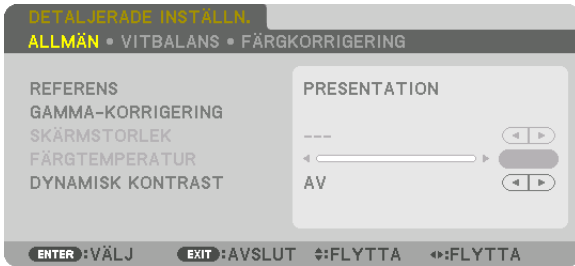 DETALJERADE INSTÄLLN.
ALLMÄN • VITBALANS • FÄRGKORRIGERING
REFERENS PRESENTATION
GAMMA-KORRIGERING
SKÄRMSTORLEK ---
FÄRGTEMPERATUR
DYNAMISK KONTRAST AV
ENTER :VÄLJ EXIT :AVSLUT :FLYTTA :FLYTTA